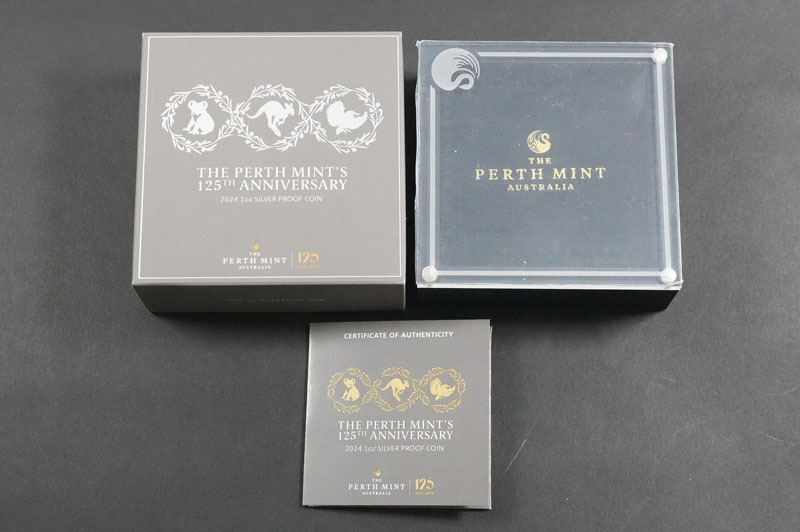 THE PERTH MINT'S
125TH ANNIVERSARY
2024 1oz SILVER PROOF COIN
THE
PERTH MINT
AUSTRALIA
125
THE
PERTH MINT
AUSTRALIA
CERTIFICATE OF AUTHENTICITY
THE PERTH MINT'S
125TH ANNIVERSARY
2024 1oz SILVER PROOF COIN
THE
PERTH MINT
AUSTRALIA
125